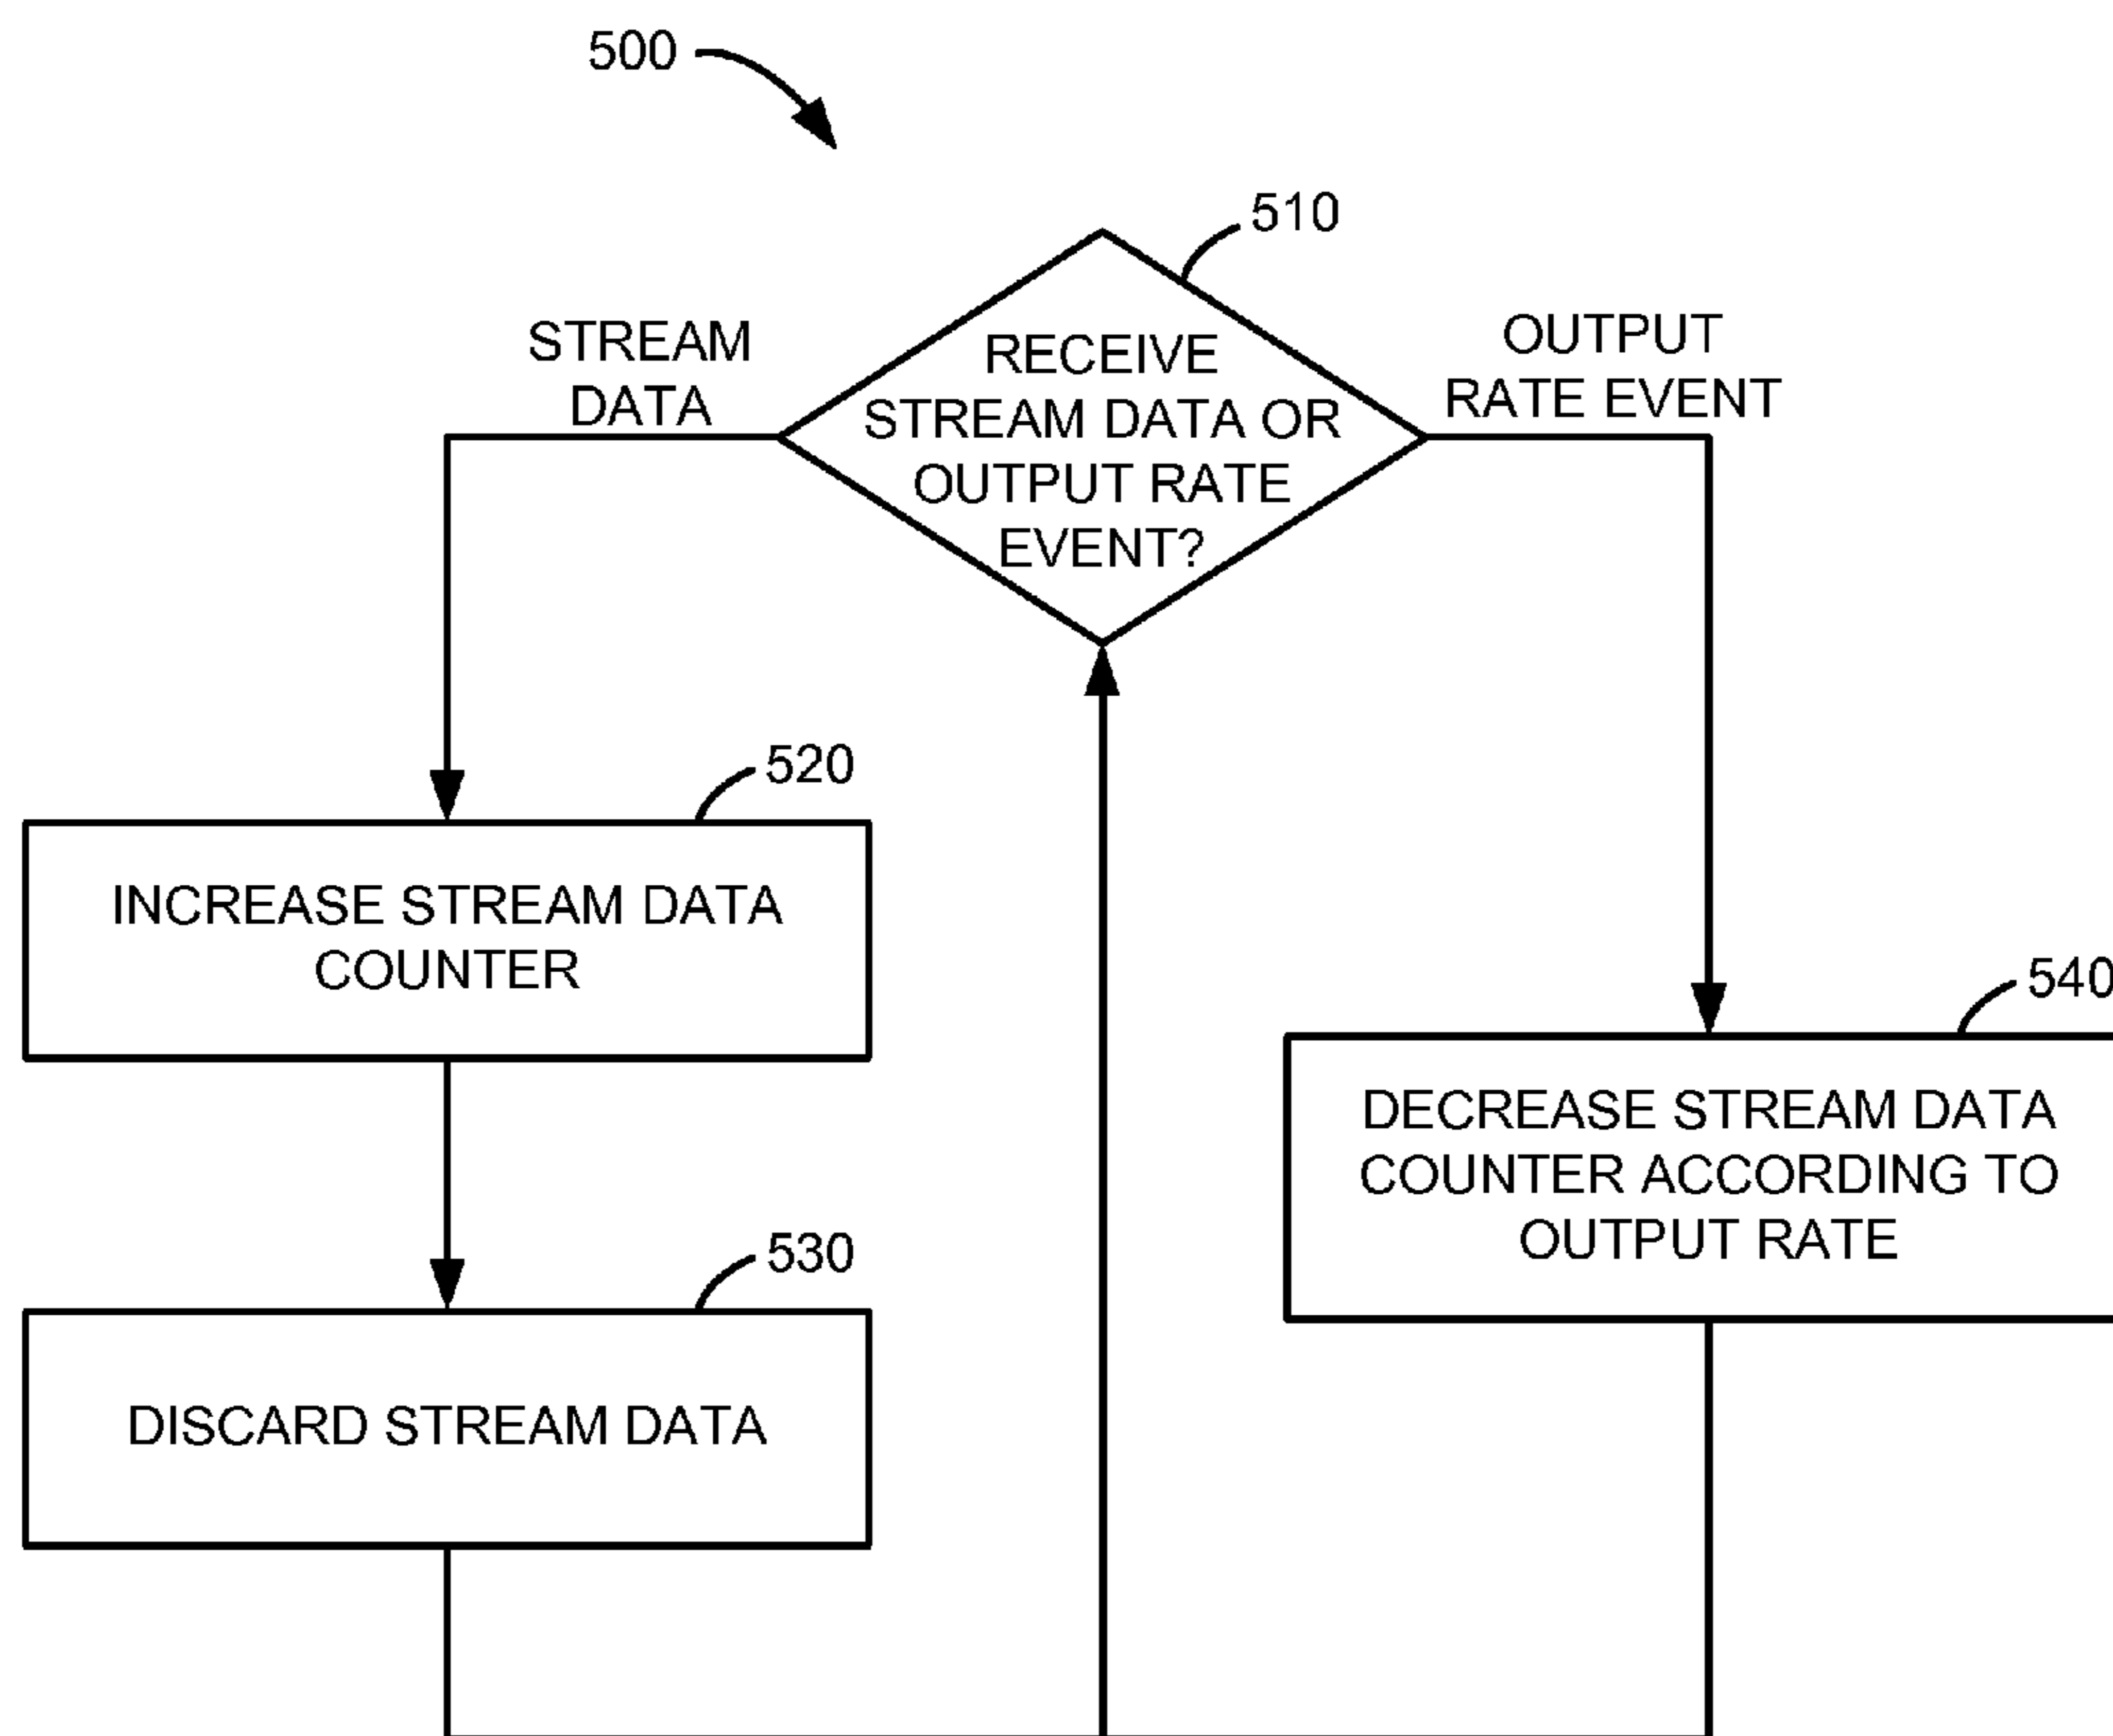 500
510
STREAM
DATA
RECEIVE
STREAM DATA OR
OUTPUT RATE
EVENT?
OUTPUT
RATE EVENT
520
INCREASE STREAM DATA
COUNTER
540
DECREASE STREAM DATA
COUNTER ACCORDING TO
OUTPUT RATE
530
DISCARD STREAM DATA